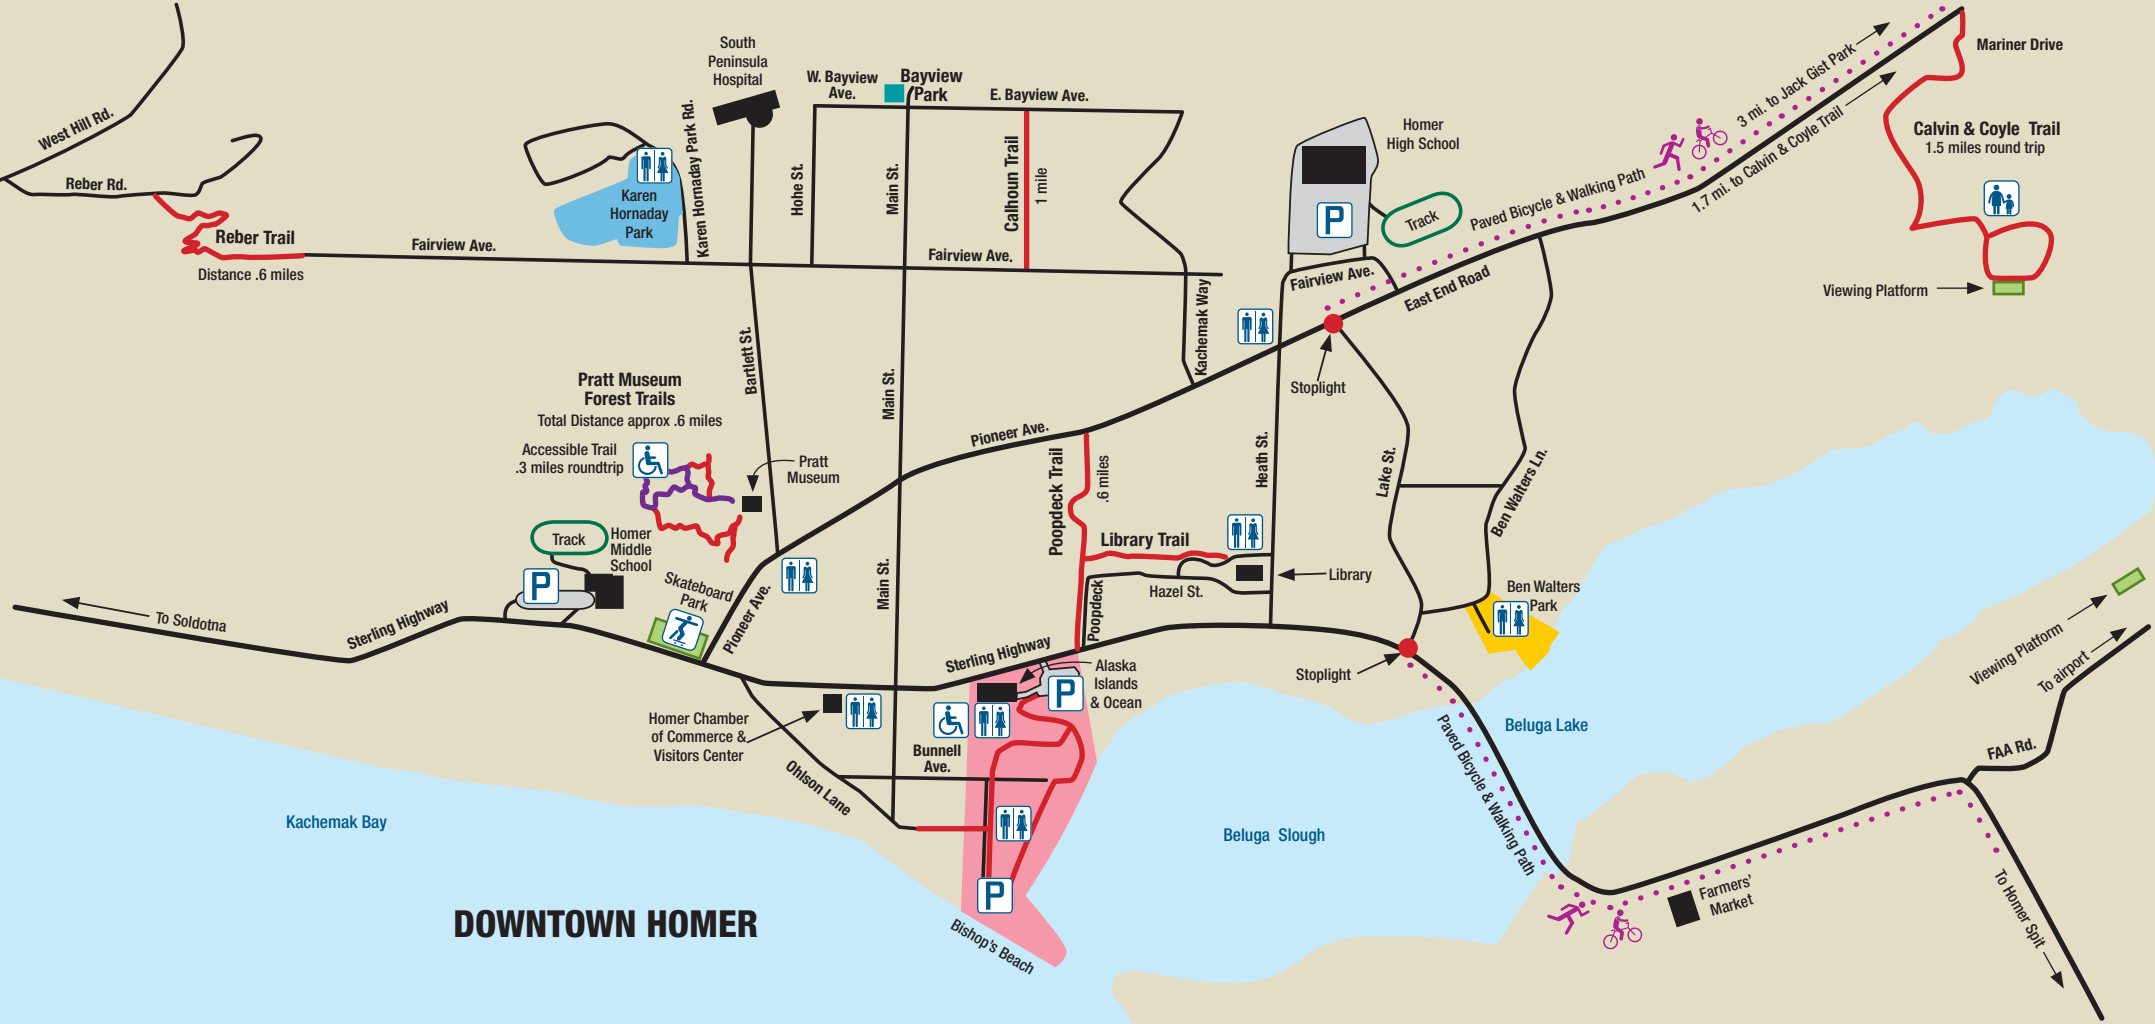 West Hill Rd.
Reber Rd.
Reber Trail
Distance .6 miles
Fairview Ave.
South
Peninsula
Hospital
Karen
Hornaday
Park
Karen Hornaday Park Rd.
W. Bayview
Ave.
Bayview
Park
E. Bayview Ave.
Hohe St.
Main St.
Calhoun Trail
1 mile
Fairview Ave.
Homer
High School
P
Track
Fairview Ave.
Paved Bicycle & Walking Path
3 mi. to Jack Gist Park
1.7 mi. to Calvin & Coyle Trail
East End Road
Mariner Drive
Calvin & Coyle Trail
1.5 miles round trip
Viewing Platform
Kachemak Way
Stoplight
Bartlett St.
Main St.
Pratt Museum
Forest Trails
Total Distance approx .6 miles
Accessible Trail
.3 miles roundtrip
Pratt
Museum
Pioneer Ave.
Poopdeck Trail
.6 miles
Heath St.
Lake St.
Ben Walters Ln.
Library Trail
Library
Hazel St.
Poopdeck
Track
Homer
Middle
School
P
Skateboard
Park
Pioneer Ave.
Main St.
To Soldotna
Sterling Highway
Sterling Highway
Alaska
Islands
& Ocean
P
Stoplight
Ben Walters
Park
Homer Chamber
of Commerce &
Visitors Center
Bunnell
Ave.
Ohlson Lane
P
Bishop's Beach
Kachemak Bay
Beluga Slough
Beluga Lake
Paved Bicycle & Walking Path
Viewing Platform
To airport
FAA Rd.
Farmers'
Market
To Homer Spit
DOWNTOWN HOMER